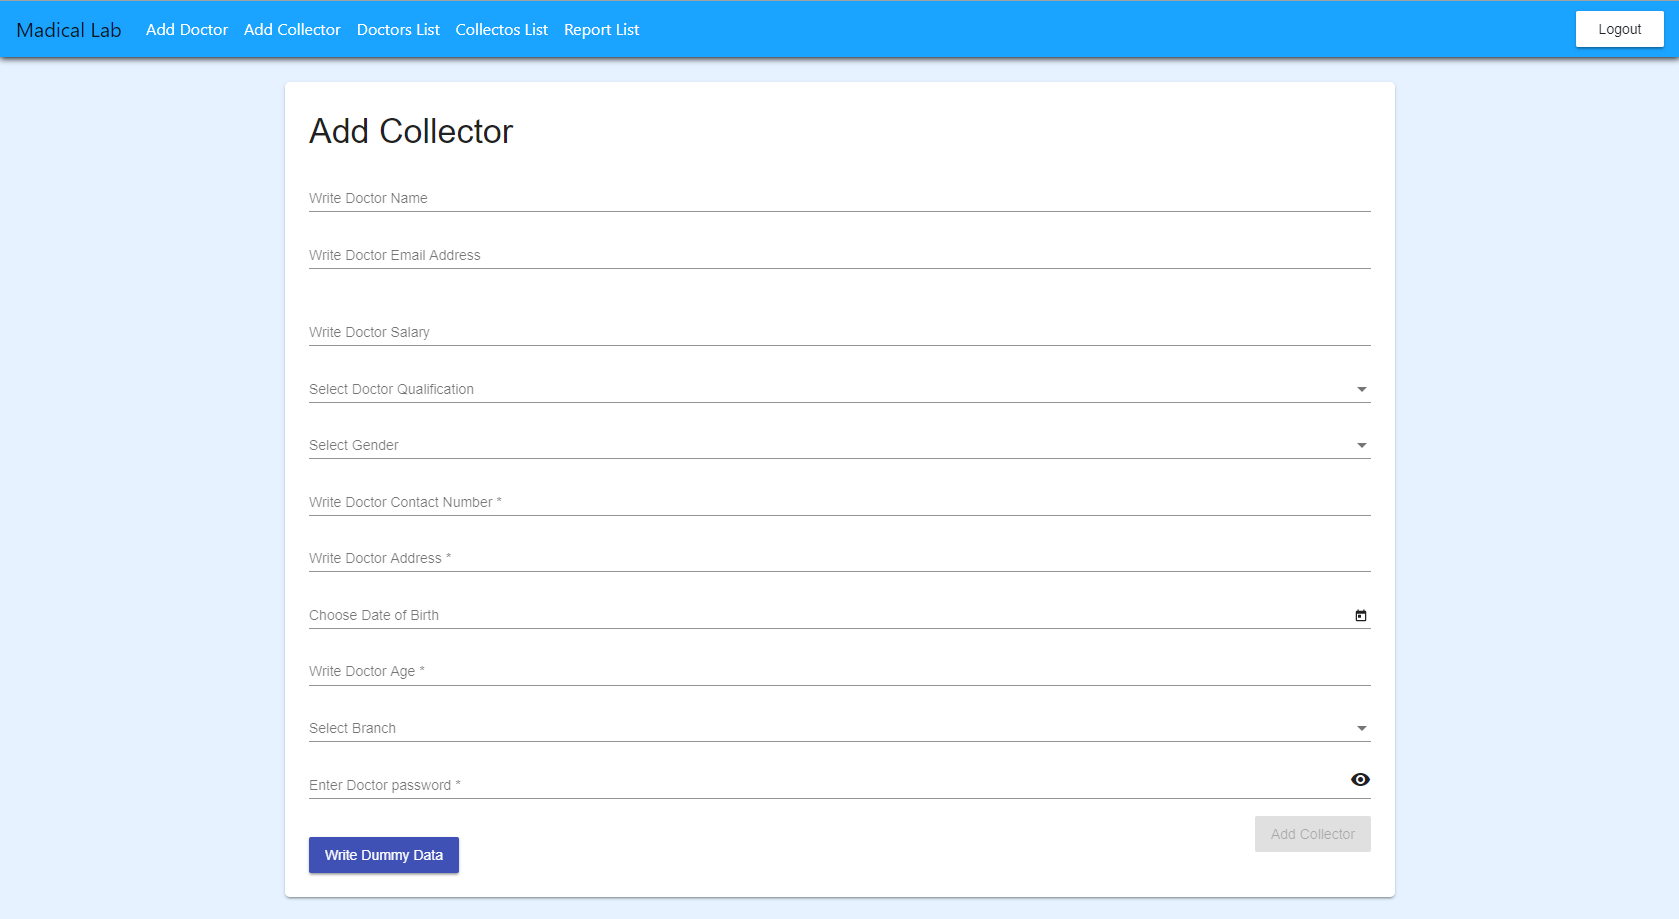 Madical Lab Add Doctor Add Collector Doctors List Collectos List Report List Logout
Add Collector
Write Doctor Name
Write Doctor Email Address
Write Doctor Salary
Select Doctor Qualification
Select Gender
Write Doctor Contact Number *
Write Doctor Address *
Choose Date of Birth
Write Doctor Age *
Select Branch
Enter Doctor password *
Add Collector
Write Dummy Data